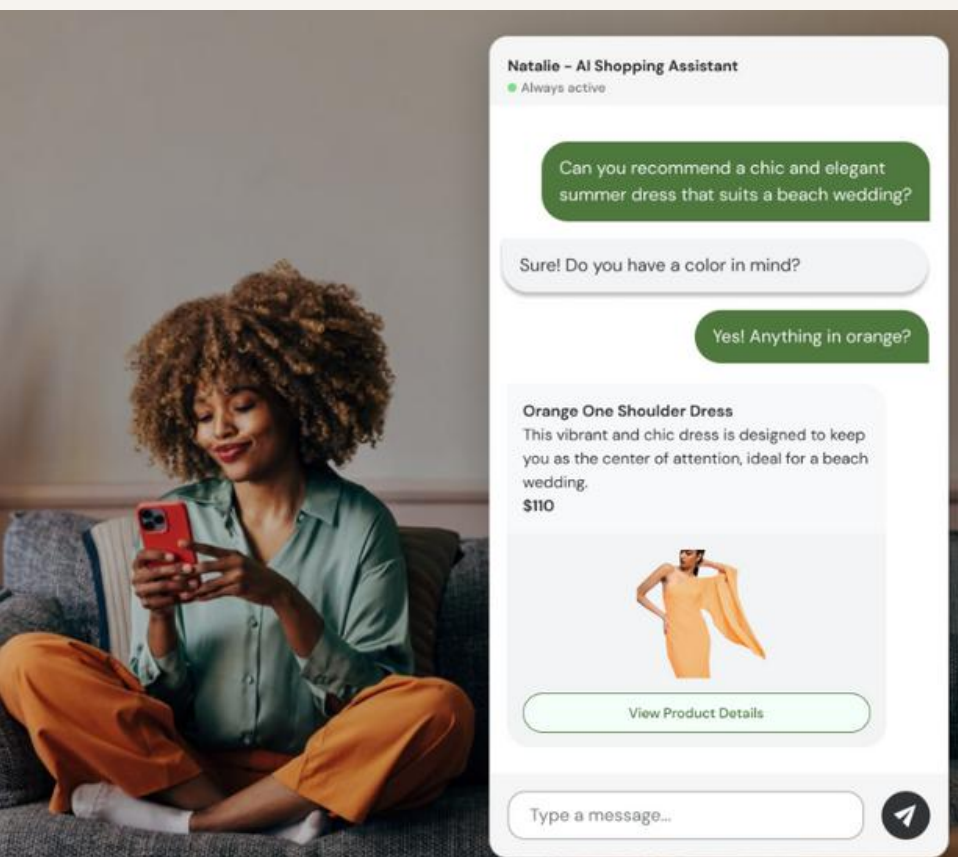 Natalie - AI Shopping Assistant
Always active
Can you recommend a chic and elegant
summer dress that suits a beach wedding?
Sure! Do you have a color in mind?
Yes! Anything in orange?
Orange One Shoulder Dress
This vibrant and chic dress is designed to keep
you as the center of attention, ideal for a beach
wedding.
$110
View Product Details
Type a message...